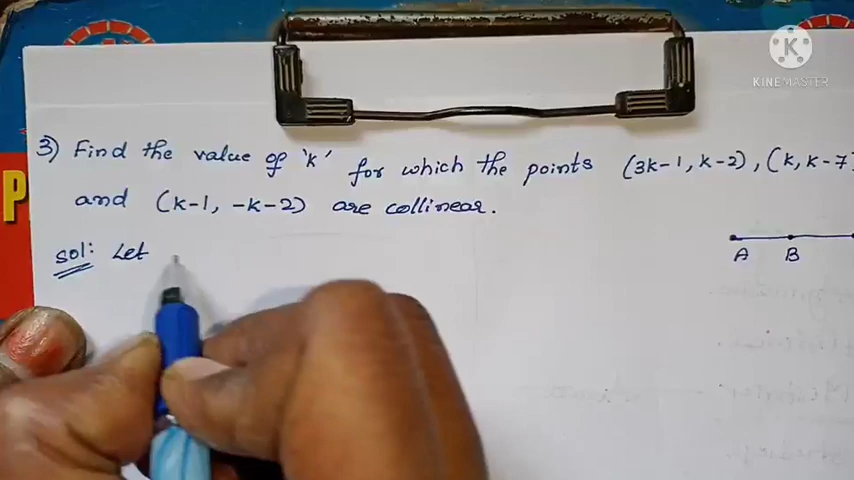 KINEMASTER
3) Find the value of 'k' for which the points (3k-1, k-2), (k, k-7)
and (k-1, -k-2) are collinear.
sol: Let
A B
P